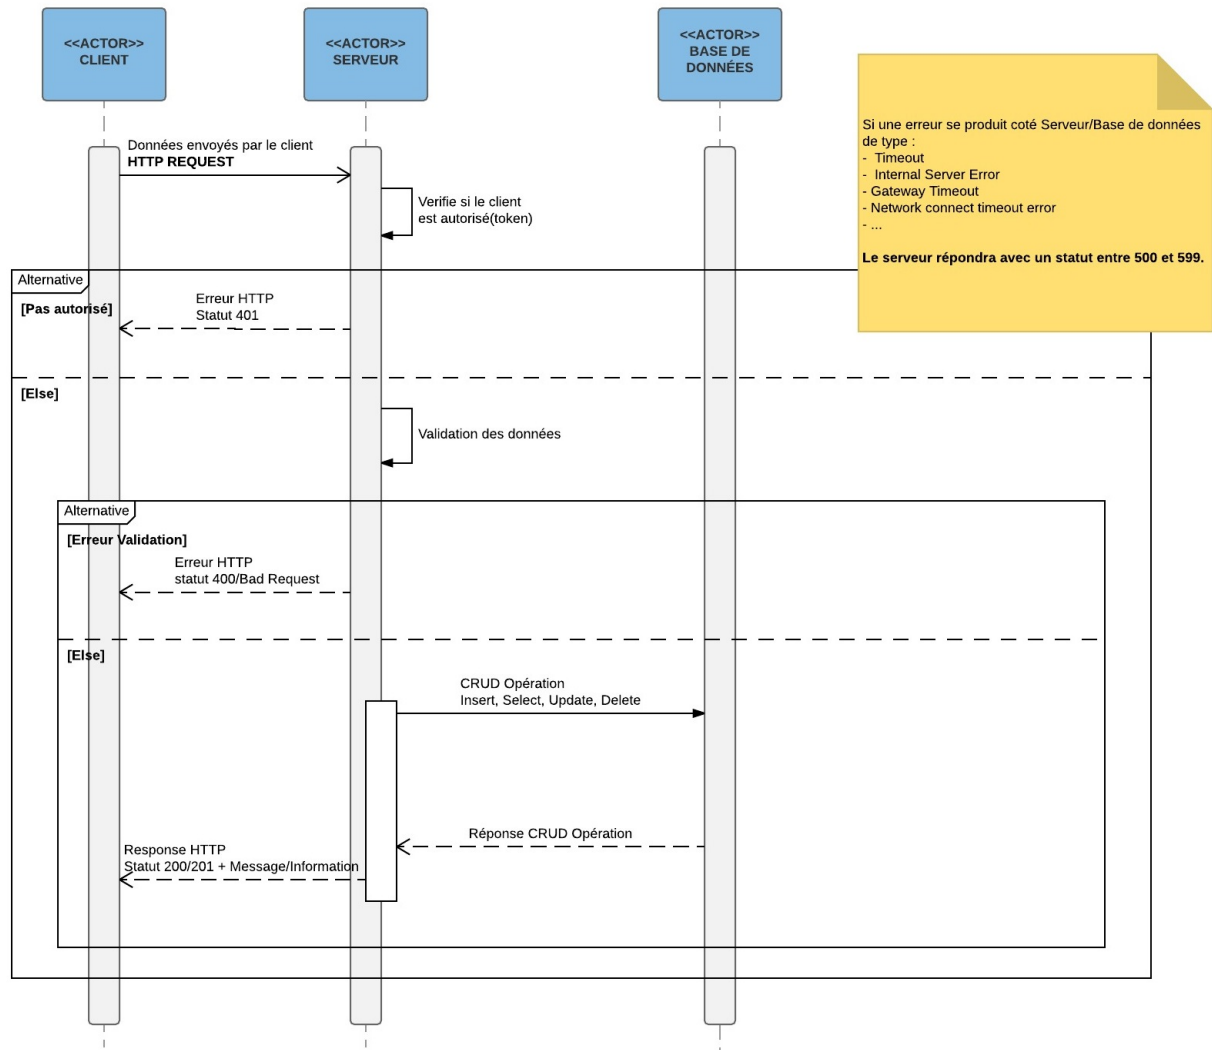 <<ACTOR>>
CLIENT
<<ACTOR>>
SERVEUR
<<ACTOR>>
BASE DE
DONNÉES
Si une erreur se produit coté Serveur/Base de données
de type :
- Timeout
- Internal Server Error
- Gateway Timeout
- Network connect timeout error
- ...
Le serveur répondra avec un statut entre 500 et 599.
Données envoyés par le client
HTTP REQUEST
Verifie si le client
est autorisé(token)
Alternative
[Pas autorisé]
Erreur HTTP
Statut 401
[Else]
Validation des données
Alternative
[Erreur Validation]
Erreur HTTP
statut 400/Bad Request
[Else]
CRUD Opération
Insert, Select, Update, Delete
Réponse CRUD Opération
Response HTTP
Statut 200/201 + Message/Information